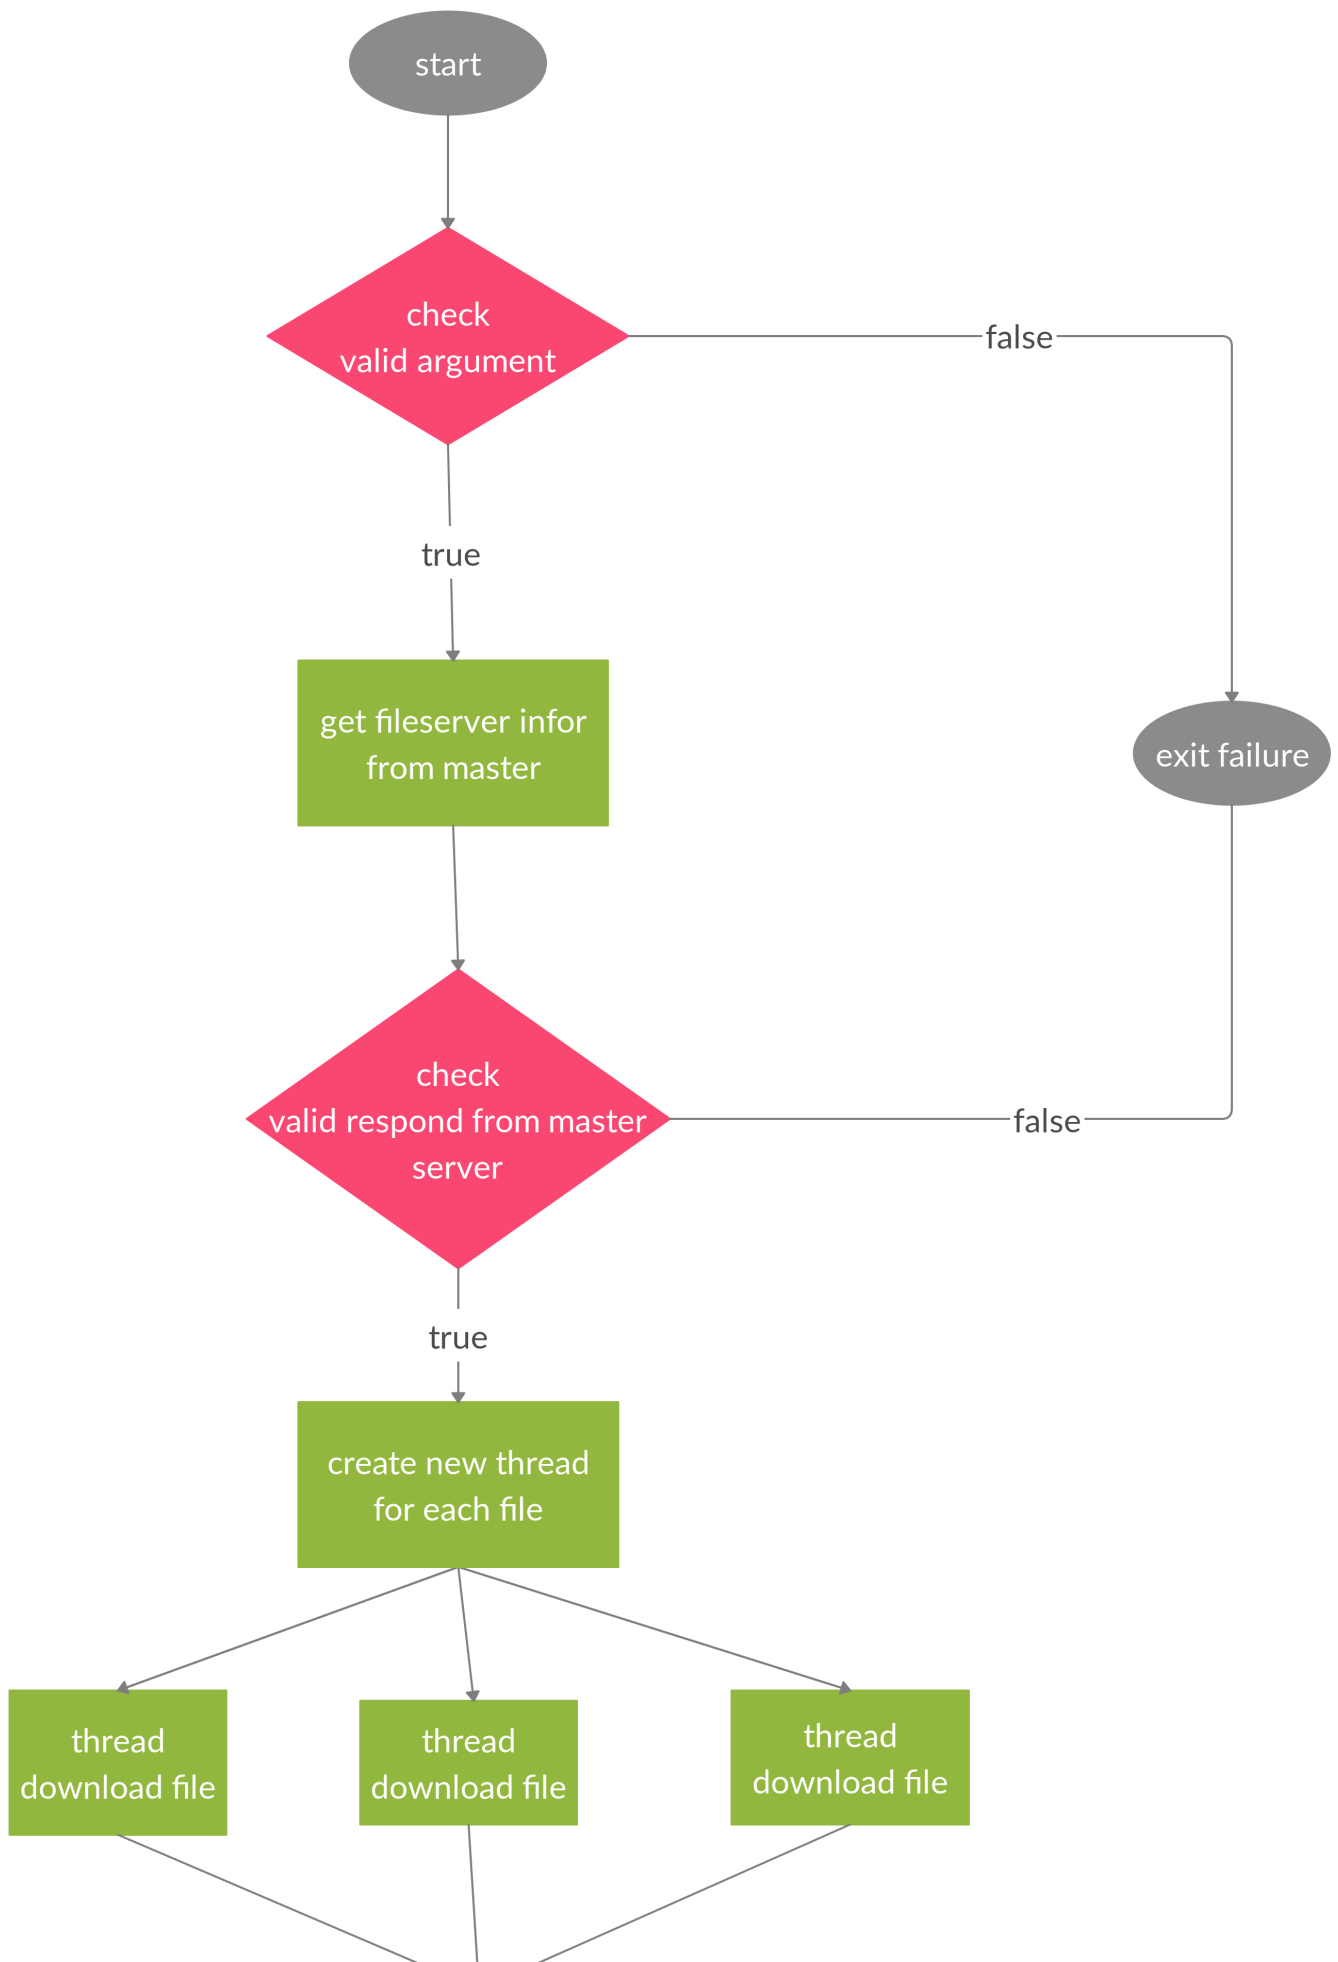 start
check
valid argument
false
true
get fileserver infor
from master
exit failure
check
valid respond from master
server
false
true
create new thread
for each file
thread
download file
thread
download file
thread
download file